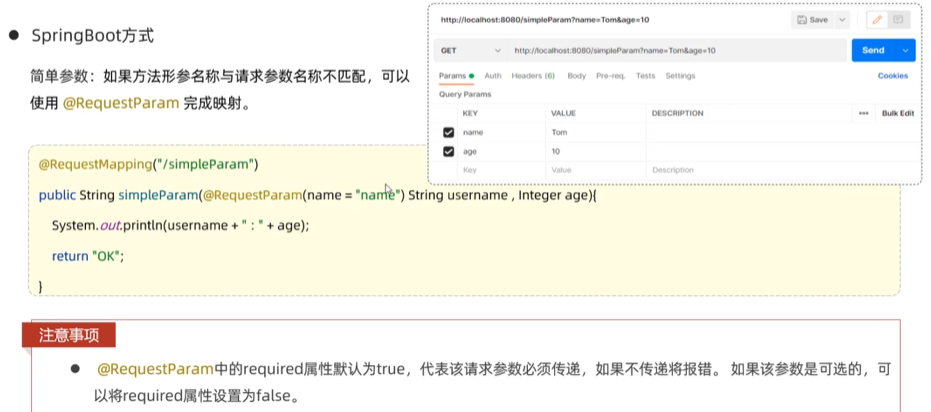 ● SpringBoot方式
简单参数：如果方法形参名称与请求参数名称不匹配，可以
使用 @RequestParam 完成映射。
http://localhost:8080/simpleParam?name=Tom&age=10
Save
GET http://localhost:8080/simpleParam?name=Tom&age=10 Send
Params Auth Headers (6) Body Pre-req. Tests Settings Cookies
Query Params
KEY VALUE DESCRIPTION ••• Bulk Edit
name Tom
age 10
Key Value Description
@RequestMapping("/simpleParam")
public String simpleParam(@RequestParam(name = "name") String username , Integer age){
System.out.println(username + " : " + age);
return "OK";
}
注意事项
● @RequestParam中的required属性默认为true，代表该请求参数必须传递，如果不传递将报错。 如果该参数是可选的，可
以将required属性设置为false。